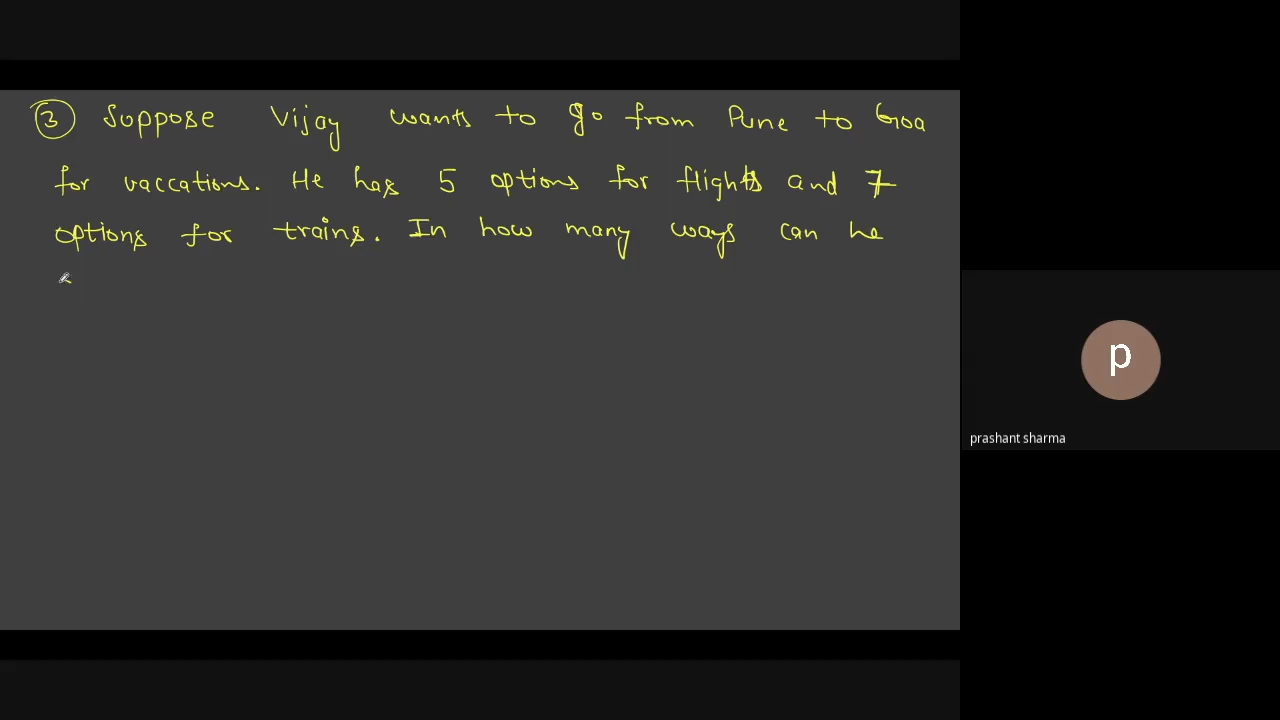 3 Suppose Vijay wants to go from Pune to Goa
for vaccations. He has 5 options for flights and 7
options for trains. In how many ways can he
P
prashant sharma